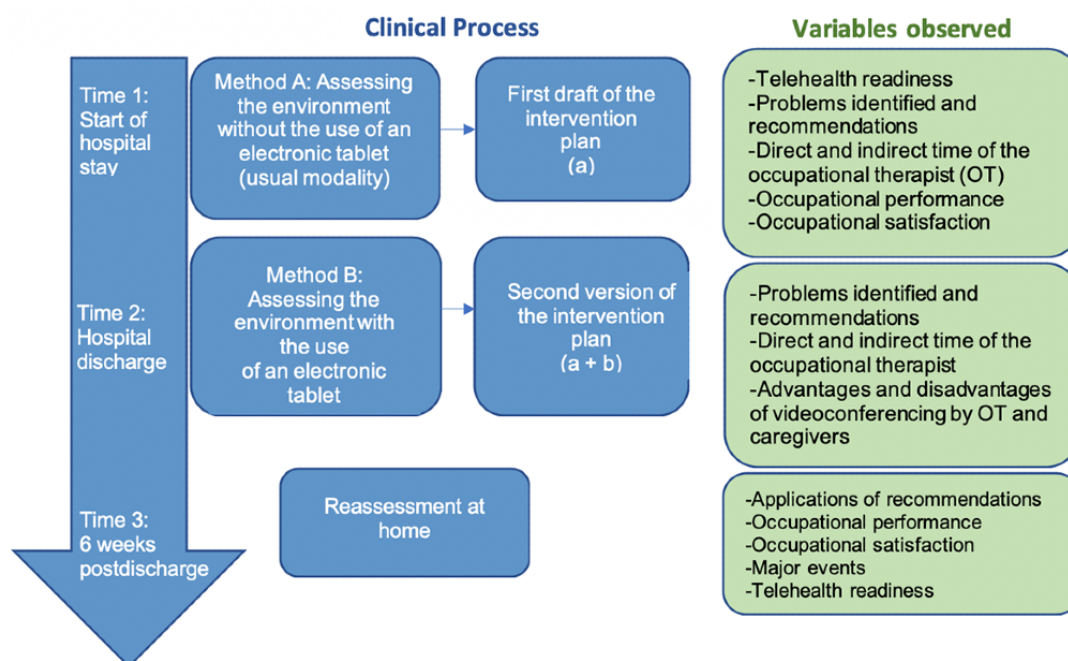 Clinical Process
Variables observed
Time 1:
Start of
hospital
stay
Method A: Assessing
the environment
without the use of an
electronic tablet
(usual modality)
First draft of the
intervention
plan
(a)
-Telehealth readiness
-Problems identified and
recommendations
-Direct and indirect time of the
occupational therapist (OT)
-Occupational performance
-Occupational satisfaction
Time 2:
Hospital
discharge
Method B:
Assessing the
environment with
the use
of an electronic
tablet
Second version of
the intervention
plan
(a + b)
-Problems identified and
recommendations
-Direct and indirect time of the
occupational therapist
-Advantages and disadvantages
of videoconferencing by OT and
caregivers
Time 3:
6 weeks
postdischarge
Reassessment at
home
-Applications of recommendations
-Occupational performance
-Occupational satisfaction
-Major events
-Telehealth readiness